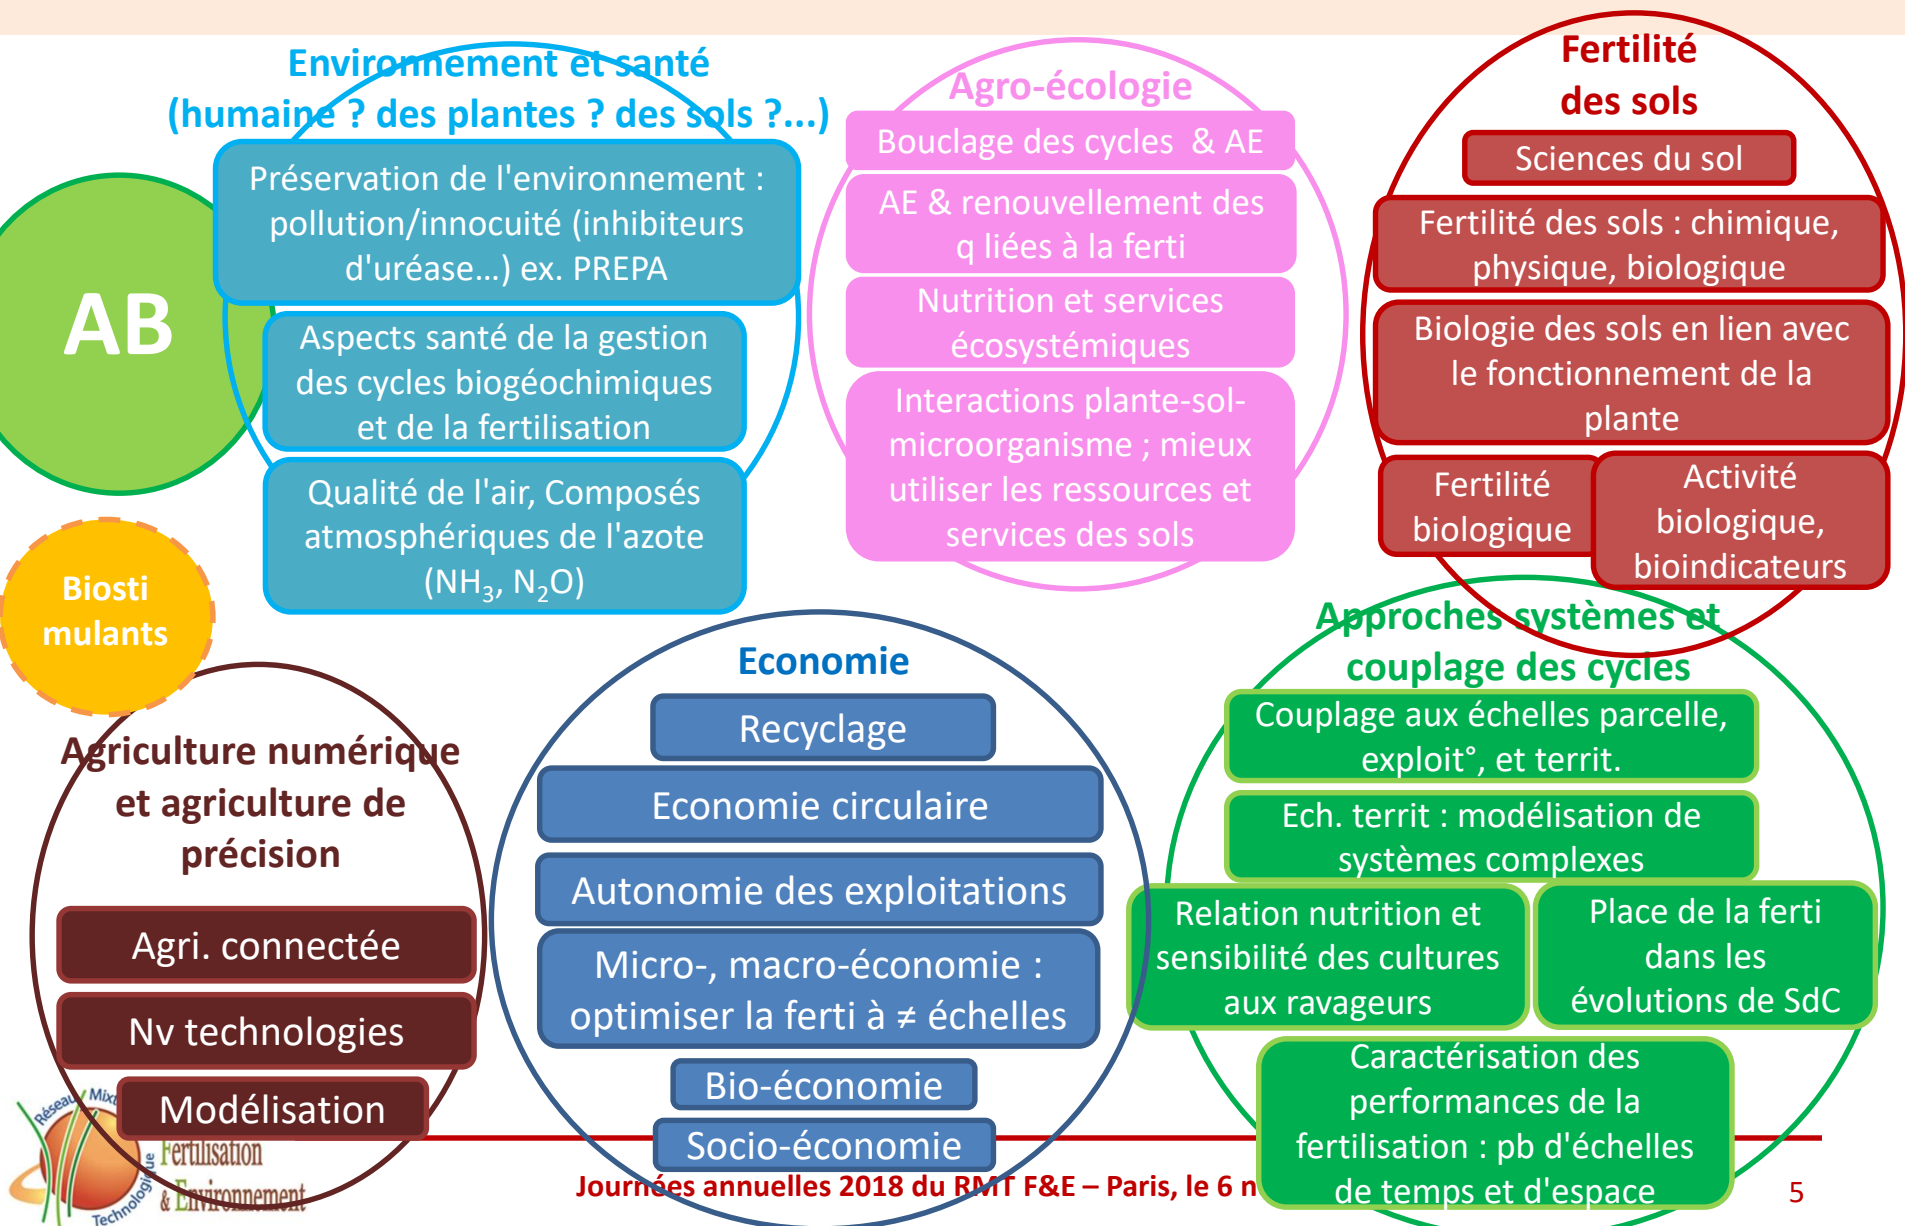 Environnement et santé
(humaine ? des plantes ? des sols ?...)
Préservation de l'environnement :
pollution/innocuité (inhibiteurs
d'uréase…) ex. PREPA
Aspects santé de la gestion
des cycles biogéochimiques
et de la fertilisation
Qualité de l'air, Composés
atmosphériques de l'azote
(NH₃, N₂O)
AB
Biosti
mulants
Agro-écologie
Bouclage des cycles & AE
AE & renouvellement des
q liées à la ferti
Nutrition et services
écosystémiques
Interactions plante-sol-
microorganisme ; mieux
utiliser les ressources et
services des sols
Fertilité
des sols
Sciences du sol
Fertilité des sols : chimique,
physique, biologique
Biologie des sols en lien avec
le fonctionnement de la
plante
Fertilité
biologique
Activité
biologique,
bioindicateurs
Agriculture numérique
et agriculture de
précision
Agri. connectée
Nv technologies
Modélisation
Economie
Recyclage
Economie circulaire
Autonomie des exploitations
Micro-, macro-économie :
optimiser la ferti à ≠ échelles
Bio-économie
Socio-économie
Approches systèmes et
couplage des cycles
Couplage aux échelles parcelle,
exploit°, et territ.
Ech. territ : modélisation de
systèmes complexes
Relation nutrition et
sensibilité des cultures
aux ravageurs
Place de la ferti
dans les
évolutions de SdC
Caractérisation des
performances de la
fertilisation : pb d'échelles
de temps et d'espace
Réseau
Technologique
Fertilisation
& Environnement
Journées annuelles 2018 du RMT F&E – Paris, le 6
5